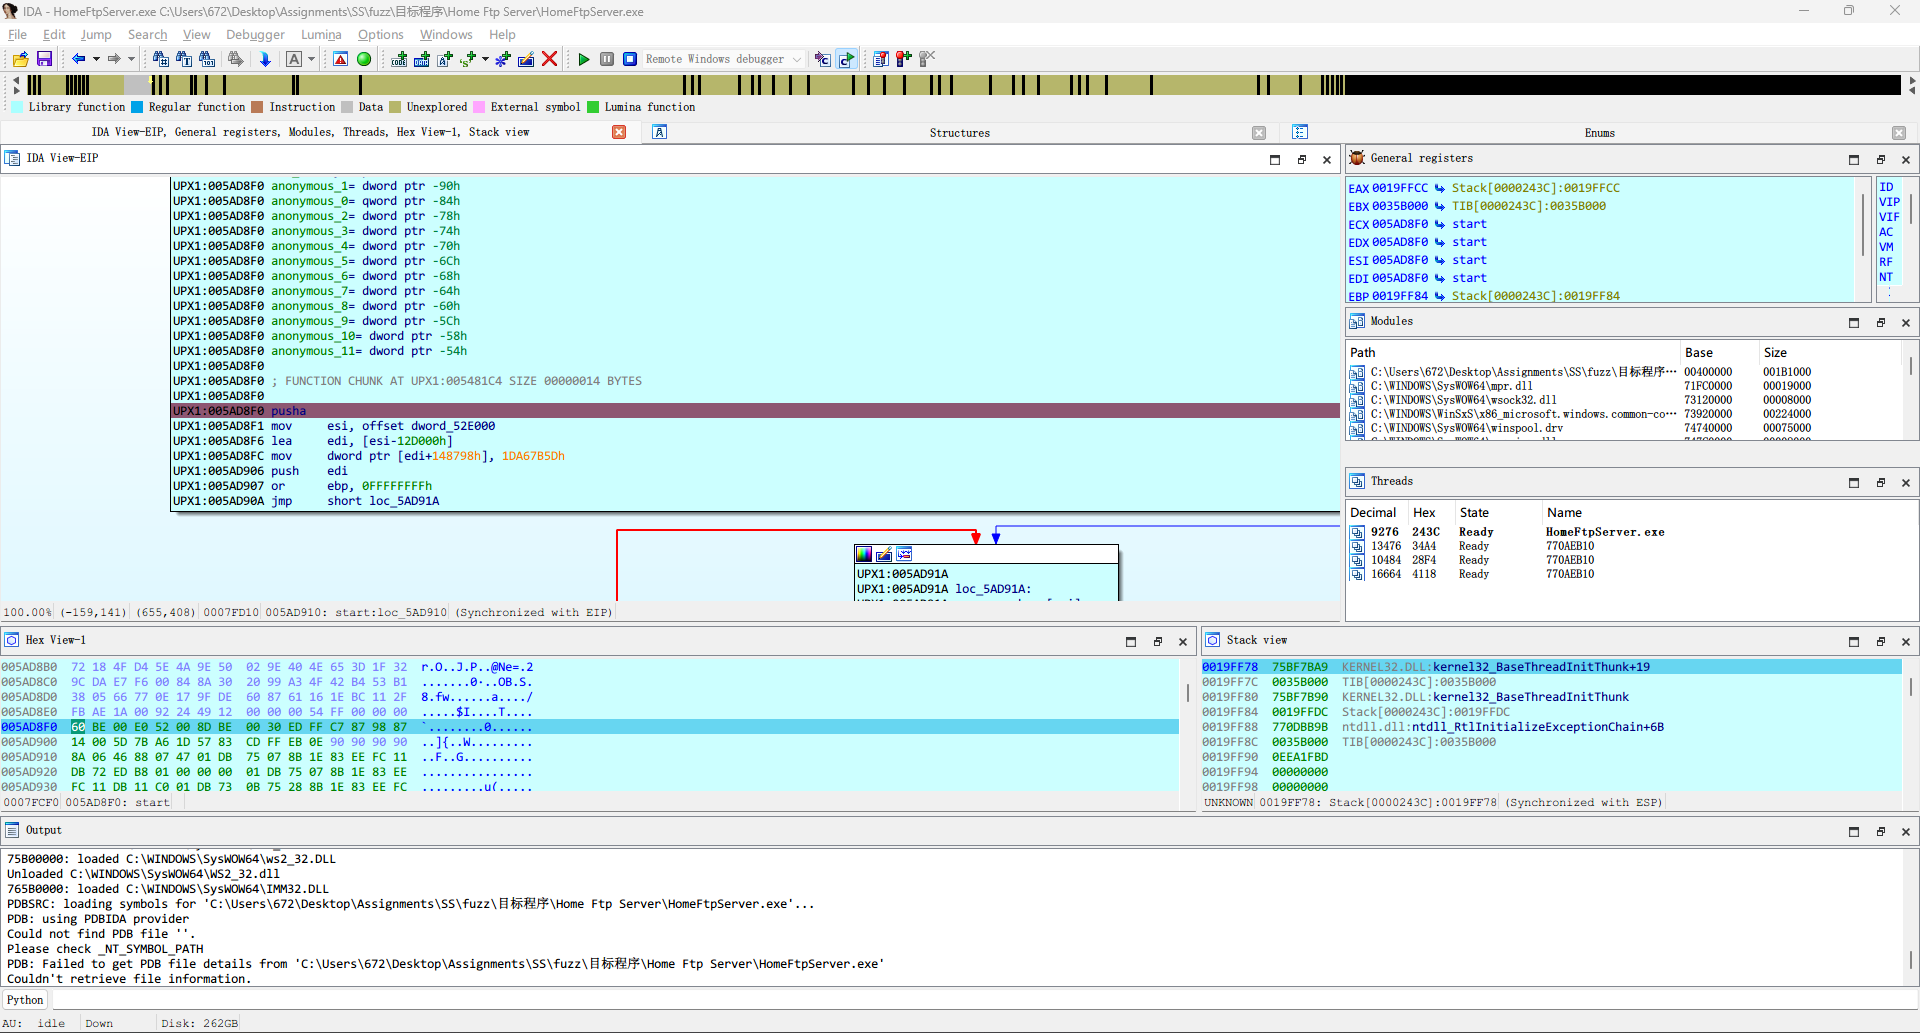 IDA - HomeFtpServer.exe C:\Users\672\Desktop\Assignments\SS\fuzz\目标程序\Home Ftp Server\HomeFtpServer.exe
File Edit Jump Search View Debugger Lumina Options Windows Help
Remote Windows debugger
Library function Regular function Instruction Data Unexplored External symbol Lumina function
IDA View-EIP, General registers, Modules, Threads, Hex View-1, Stack view
Structures
Enums
IDA View-EIP
UPX1:005AD8F0 anonymous_1= dword ptr -90h
UPX1:005AD8F0 anonymous_0= qword ptr -84h
UPX1:005AD8F0 anonymous_2= dword ptr -78h
UPX1:005AD8F0 anonymous_3= dword ptr -74h
UPX1:005AD8F0 anonymous_4= dword ptr -70h
UPX1:005AD8F0 anonymous_5= dword ptr -6Ch
UPX1:005AD8F0 anonymous_6= dword ptr -68h
UPX1:005AD8F0 anonymous_7= dword ptr -64h
UPX1:005AD8F0 anonymous_8= dword ptr -60h
UPX1:005AD8F0 anonymous_9= dword ptr -5Ch
UPX1:005AD8F0 anonymous_10= dword ptr -58h
UPX1:005AD8F0 anonymous_11= dword ptr -54h
UPX1:005AD8F0
UPX1:005AD8F0 ; FUNCTION CHUNK AT UPX1:005481C4 SIZE 00000014 BYTES
UPX1:005AD8F0
UPX1:005AD8F0 pusha
UPX1:005AD8F1 mov esi, offset dword_52E000
UPX1:005AD8F6 lea edi, [esi-12D000h]
UPX1:005AD8FC mov dword ptr [edi+148798h], 1DA67B5Dh
UPX1:005AD906 push edi
UPX1:005AD907 or ebp, 0FFFFFFFFh
UPX1:005AD90A jmp short loc_5AD91A
UPX1:005AD91A
UPX1:005AD91A loc_5AD91A:
100.00% (-159,141) (655,408) 0007FD10 005AD910: start:loc_5AD910 (Synchronized with EIP)
General registers
EAX 0019FFCC Stack[0000243C]:0019FFCC
EBX 0035B000 TIB[0000243C]:0035B000
ECX 005AD8F0 start
EDX 005AD8F0 start
ESI 005AD8F0 start
EDI 005AD8F0 start
EBP 0019FF84 Stack[0000243C]:0019FF84
ID
VIP
VIF
AC
VM
RF
NT
Modules
Path Base Size
C:\Users\672\Desktop\Assignments\SS\fuzz\目标程序… 00400000 001B1000
C:\WINDOWS\SysWOW64\mpr.dll 71FC0000 00019000
C:\WINDOWS\SysWOW64\wsock32.dll 73120000 00008000
C:\WINDOWS\WinSxS\x86_microsoft.windows.common-co… 73920000 00224000
C:\WINDOWS\SysWOW64\winspool.drv 74740000 00075000
Threads
Decimal Hex State Name
9276 243C Ready HomeFtpServer.exe
13476 34A4 Ready 770AEB10
10484 28F4 Ready 770AEB10
16664 4118 Ready 770AEB10
Hex View-1
005AD8B0 72 18 4F D4 5E 4A 9E 50 02 9E 40 4E 65 3D 1F 32 r.O..J.P..@Ne=.2
005AD8C0 9C DA E7 F6 00 84 8A 30 20 99 A3 4F 42 B4 53 B1 .......0·..OB.S.
005AD8D0 38 05 66 77 0E 17 9F DE 60 87 61 16 1E BC 11 2F 8.fw......a..../
005AD8E0 FB AE 1A 00 92 24 49 12 00 00 00 54 FF 00 00 00 .....$I....T....
005AD8F0 60 BE 00 E0 52 00 8D BE 00 30 ED FF C7 87 98 87 `........0......
005AD900 14 00 5D 7B A6 1D 57 83 CD FF EB 0E 90 90 90 90 ..]{..W.........
005AD910 8A 06 46 88 07 47 01 DB 75 07 8B 1E 83 EE FC 11 ..F..G..........
005AD920 DB 72 ED B8 01 00 00 00 01 DB 75 07 8B 1E 83 EE ................
005AD930 FC 11 DB 11 C0 01 DB 73 0B 75 28 8B 1E 83 EE FC .........u(.....
0007FCF0 005AD8F0: start
Stack view
0019FF78 75BF7BA9 KERNEL32.DLL:kernel32_BaseThreadInitThunk+19
0019FF7C 0035B000 TIB[0000243C]:0035B000
0019FF80 75BF7B90 KERNEL32.DLL:kernel32_BaseThreadInitThunk
0019FF84 0019FFDC Stack[0000243C]:0019FFDC
0019FF88 770DBB9B ntdll.dll:ntdll_RtlInitializeExceptionChain+6B
0019FF8C 0035B000 TIB[0000243C]:0035B000
0019FF90 0EEA1FBD
0019FF94 00000000
0019FF98 00000000
UNKNOWN 0019FF78: Stack[0000243C]:0019FF78 (Synchronized with ESP)
Output
75B00000: loaded C:\WINDOWS\SysWOW64\ws2_32.DLL
Unloaded C:\WINDOWS\SysWOW64\WS2_32.dll
765B0000: loaded C:\WINDOWS\SysWOW64\IMM32.DLL
PDBSRC: loading symbols for 'C:\Users\672\Desktop\Assignments\SS\fuzz\目标程序\Home Ftp Server\HomeFtpServer.exe'...
PDB: using PDBIDA provider
Could not find PDB file ''.
Please check _NT_SYMBOL_PATH
PDB: Failed to get PDB file details from 'C:\Users\672\Desktop\Assignments\SS\fuzz\目标程序\Home Ftp Server\HomeFtpServer.exe'
Couldn't retrieve file information.
Python
AU: idle Down Disk: 262GB